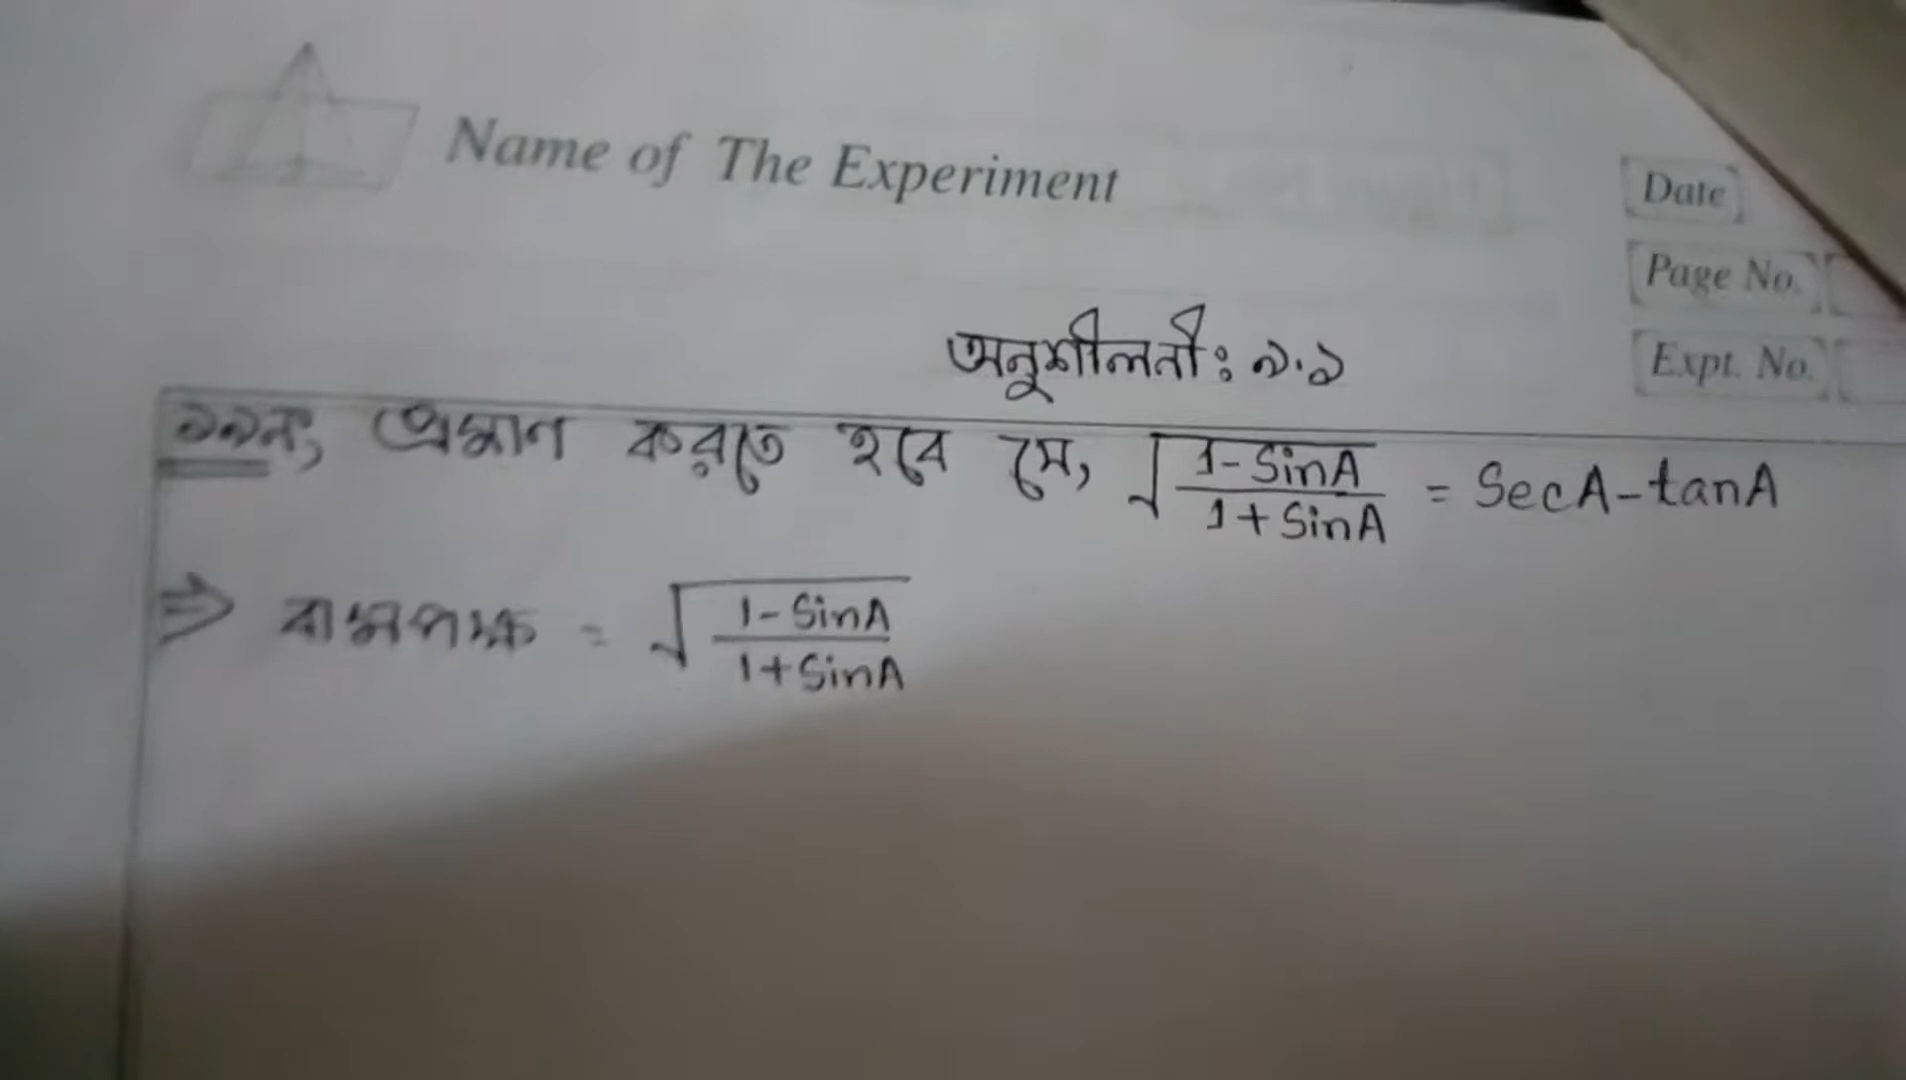 Name of The Experiment
Date
Page No.
Expt. No.
অনুশীলনী: ৯.১
১১নং, প্রমাণ করতে হবে যে, √((1-SinA)/(1+SinA)) = SecA-tanA
⇒ বামপক্ষ = √((1-SinA)/(1+SinA))